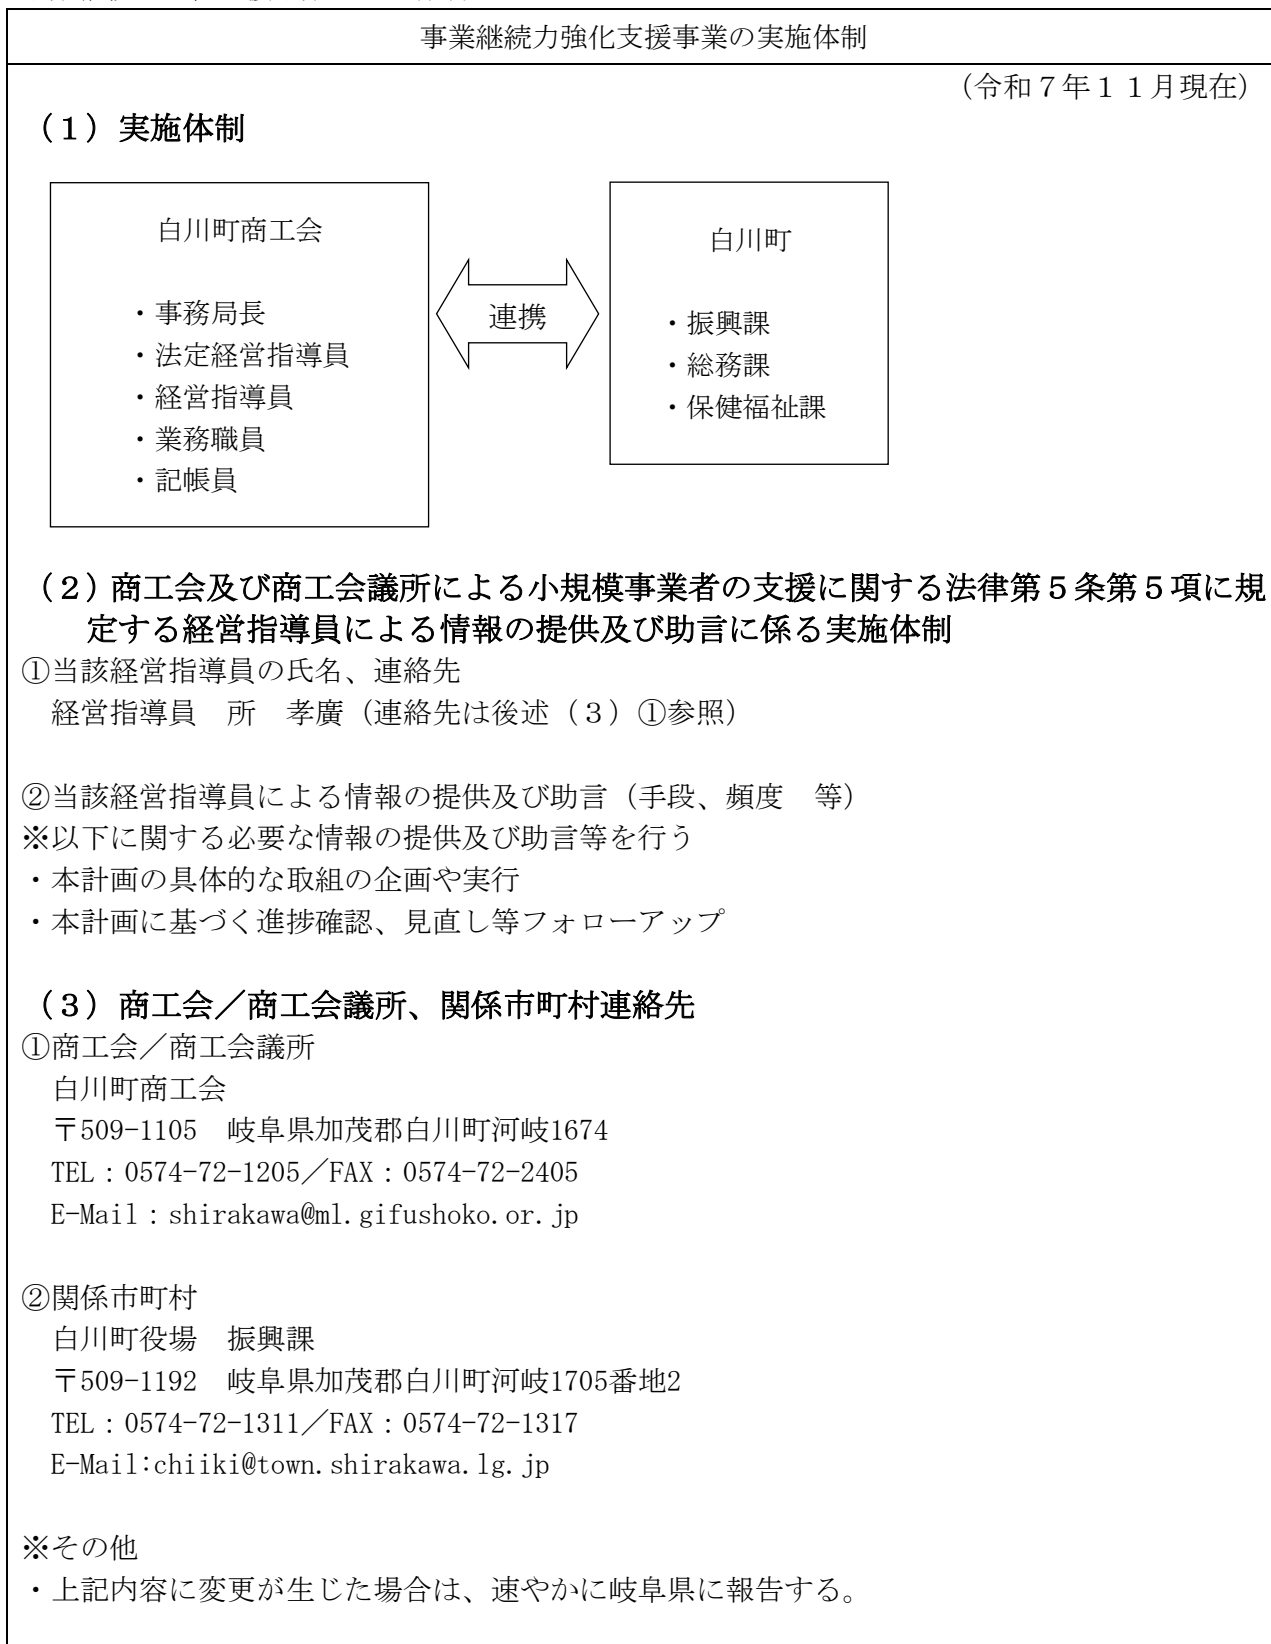 事業継続力強化支援事業の実施体制
（令和７年１１月現在）
（１）実施体制
白川町商工会
・事務局長
・法定経営指導員
・経営指導員
・業務職員
・記帳員
連携
白川町
・振興課
・総務課
・保健福祉課
（２）商工会及び商工会議所による小規模事業者の支援に関する法律第５条第５項に規
定する経営指導員による情報の提供及び助言に係る実施体制
①当該経営指導員の氏名、連絡先
経営指導員　所　孝廣（連絡先は後述（３）①参照）
②当該経営指導員による情報の提供及び助言（手段、頻度　等）
※以下に関する必要な情報の提供及び助言等を行う
・本計画の具体的な取組の企画や実行
・本計画に基づく進捗確認、見直し等フォローアップ
（３）商工会／商工会議所、関係市町村連絡先
①商工会／商工会議所
白川町商工会
〒509-1105　岐阜県加茂郡白川町河岐1674
TEL：0574-72-1205／FAX：0574-72-2405
E-Mail：shirakawa@ml.gifushoko.or.jp
②関係市町村
白川町役場　振興課
〒509-1192　岐阜県加茂郡白川町河岐1705番地2
TEL：0574-72-1311／FAX：0574-72-1317
E-Mail:chiiki@town.shirakawa.lg.jp
※その他
・上記内容に変更が生じた場合は、速やかに岐阜県に報告する。